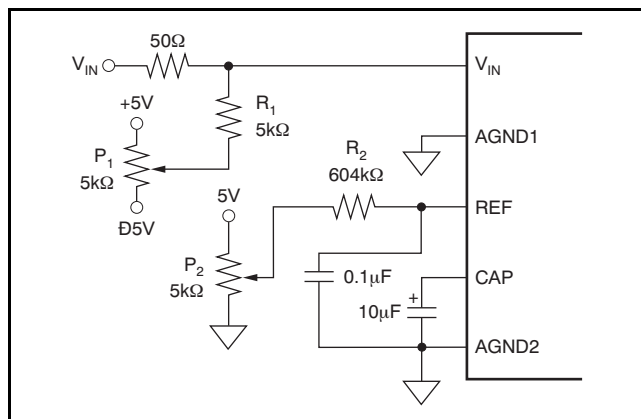 50Ω
V_IN
V_IN
+5V
R_1
5kΩ
P_1
5kΩ
Ð5V
AGND1
R_2
604kΩ
5V
REF
P_2
5kΩ
0.1μF
CAP
+
10μF
AGND2